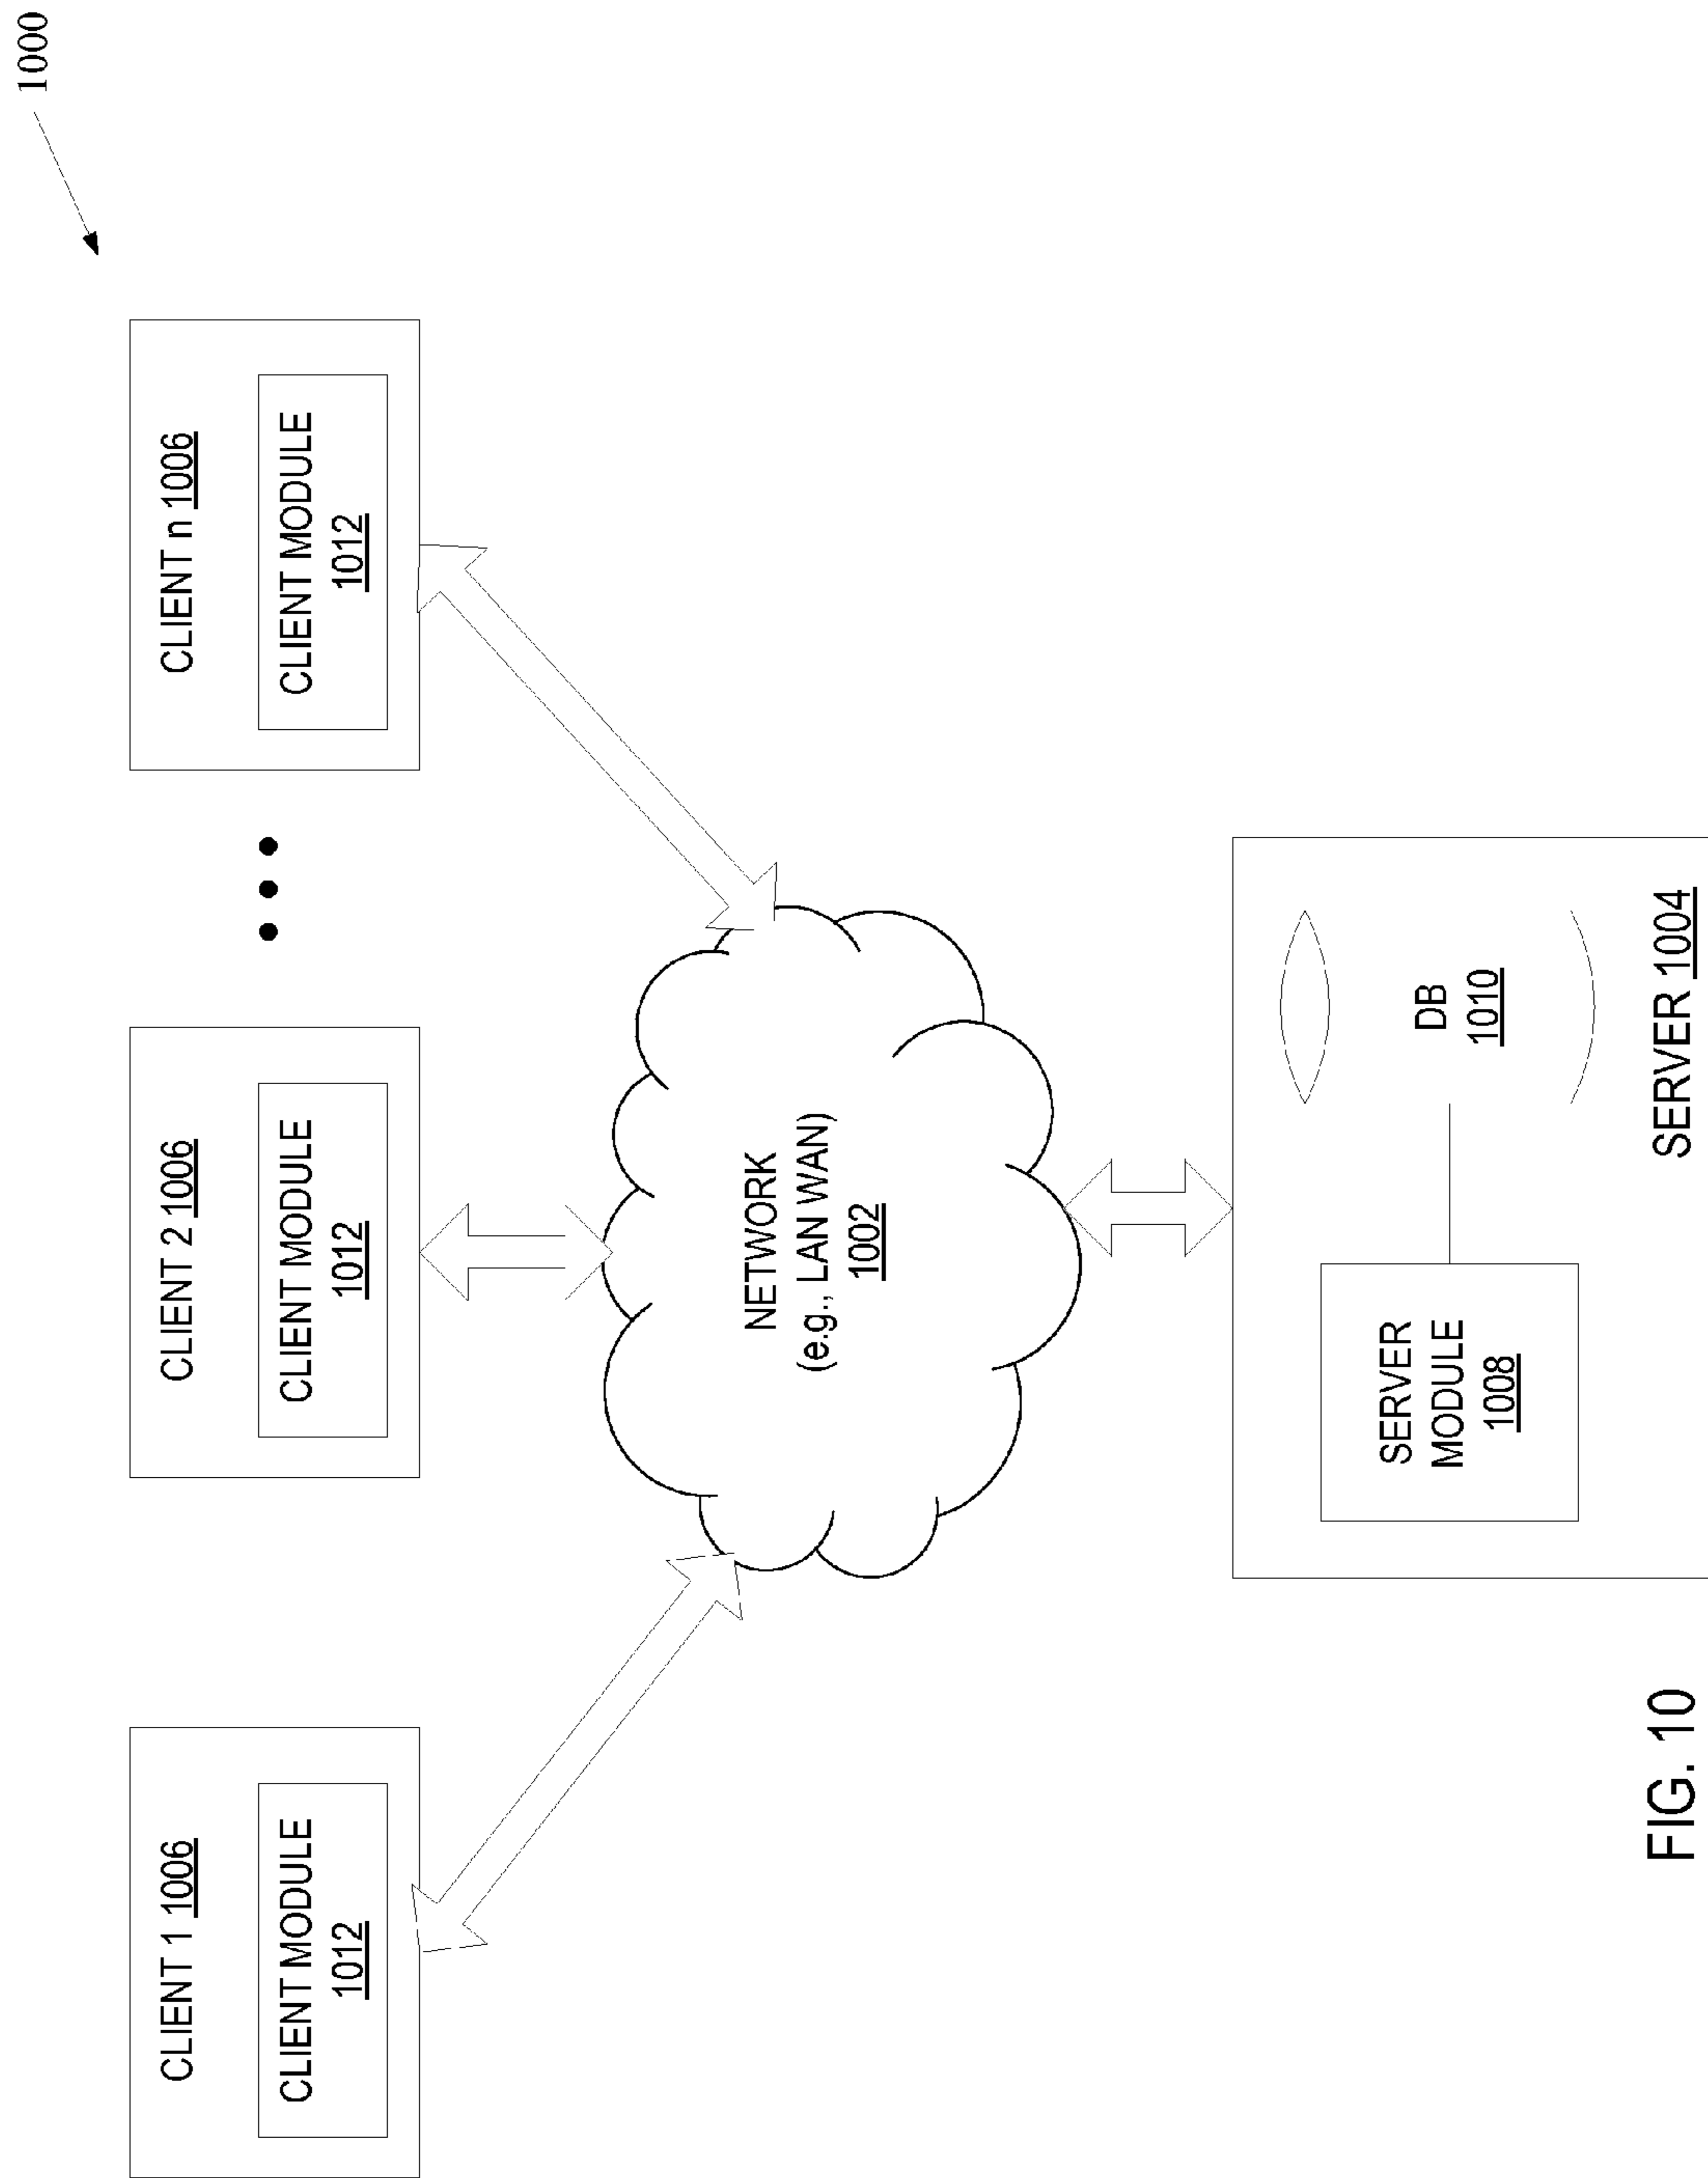 1000
CLIENT 1 1006
CLIENT MODULE
1012
CLIENT 2 1006
CLIENT MODULE
1012
CLIENT n 1006
CLIENT MODULE
1012
NETWORK
(e.g., LAN WAN)
1002
SERVER
MODULE
1008
DB
1010
SERVER 1004
FIG. 10